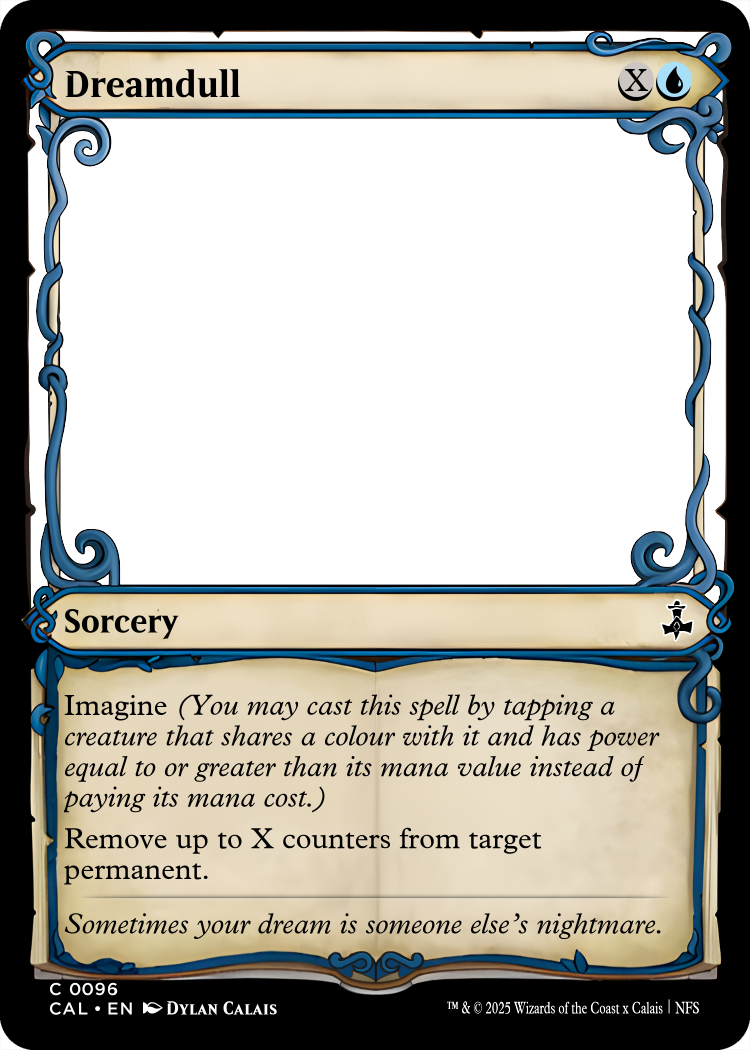 Dreamdull X
Sorcery
Imagine (You may cast this spell by tapping a
creature that shares a colour with it and has power
equal to or greater than its mana value instead of
paying its mana cost.)
Remove up to X counters from target
permanent.
Sometimes your dream is someone else's nightmare.
C 0096
CAL • EN Dylan Calais ™ & © 2025 Wizards of the Coast x Calais | NFS